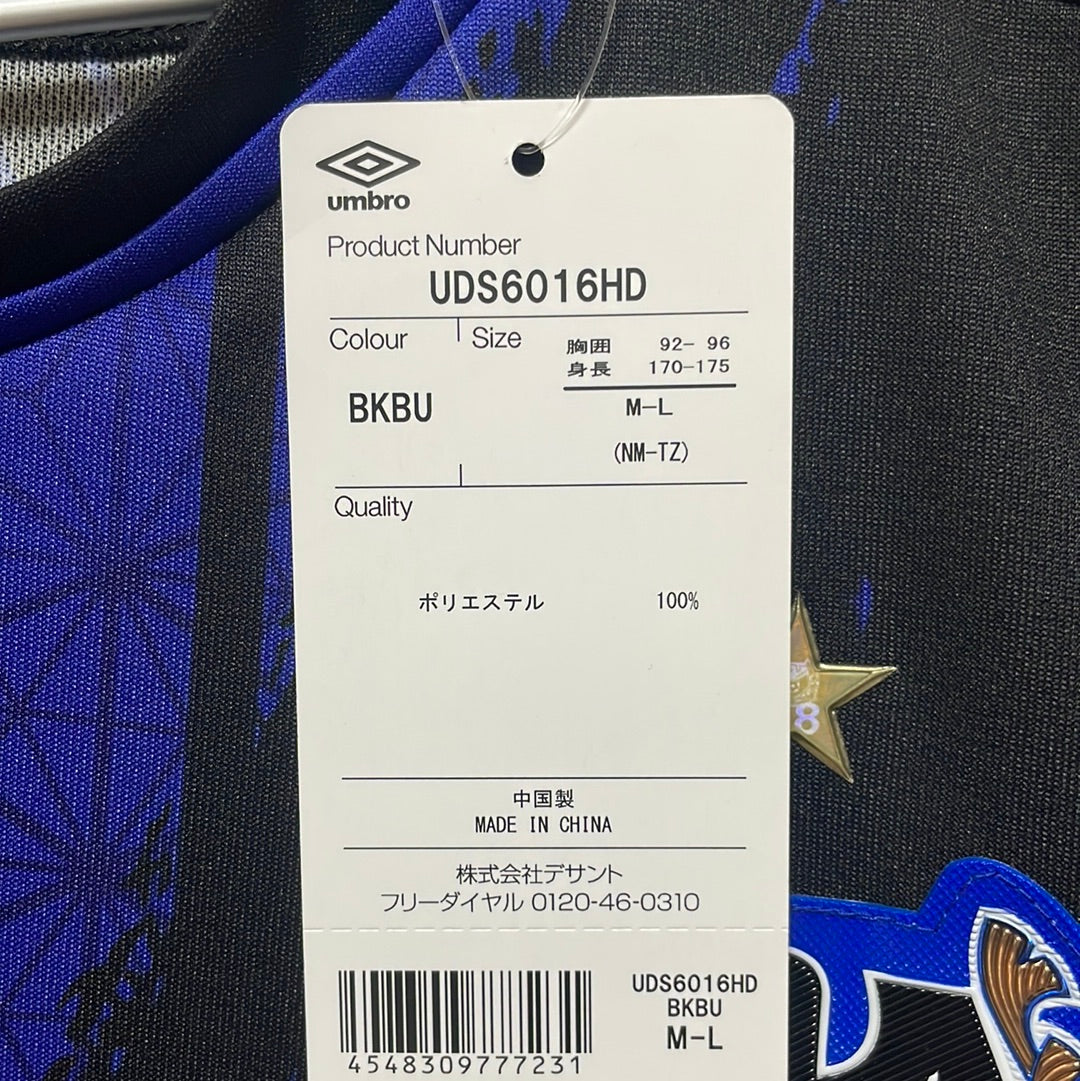 umbro
Product Number
UDS6016HD
Colour
Size
胸囲 92- 96
身長 170-175
BKBU
M-L
(NM-TZ)
Quality
ポリエステル 100%
8
中国製
MADE IN CHINA
株式会社デサント
フリーダイヤル 0120-46-0310
UDS6016HD
BKBU
M-L
4548309777231